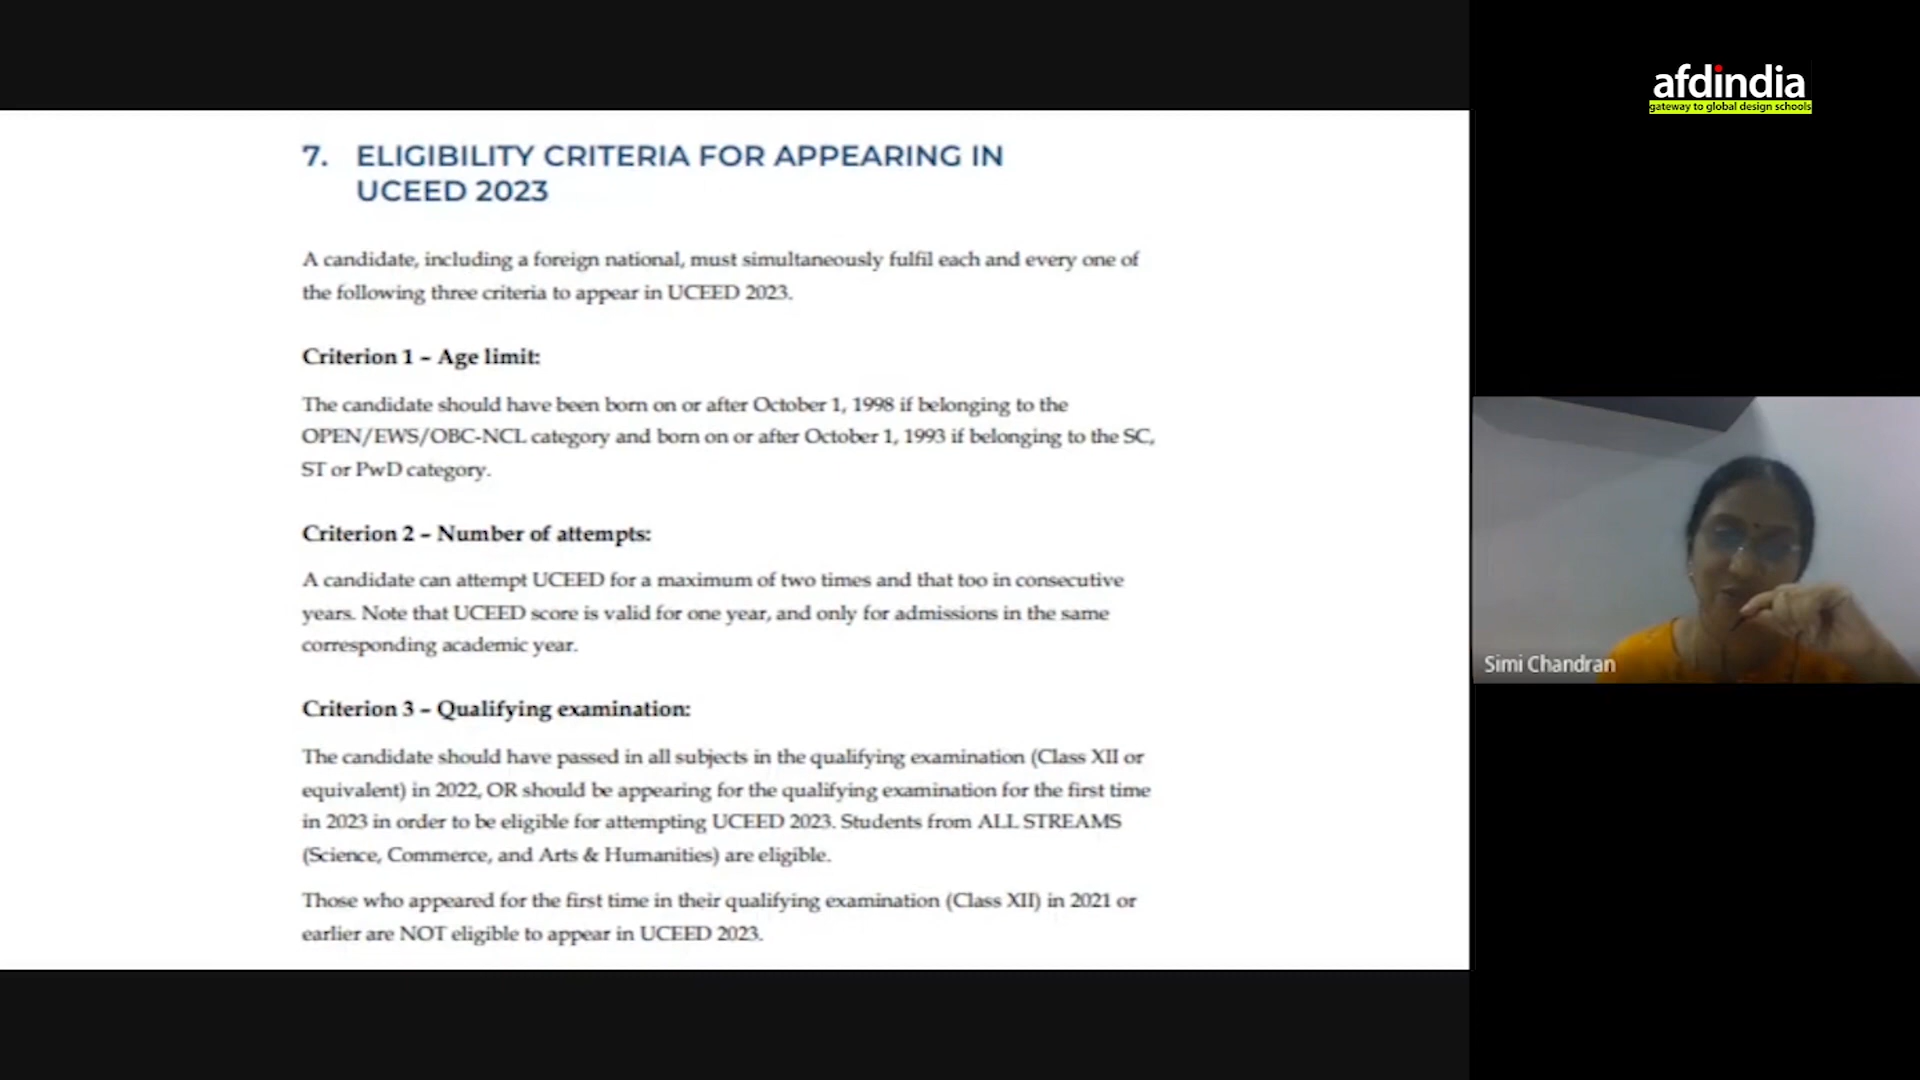 7. ELIGIBILITY CRITERIA FOR APPEARING IN
UCEED 2023
A candidate, including a foreign national, must simultaneously fulfil each and every one of
the following three criteria to appear in UCEED 2023.
Criterion 1 – Age limit:
The candidate should have been born on or after October 1, 1998 if belonging to the
OPEN/EWS/OBC-NCL category and born on or after October 1, 1993 if belonging to the SC,
ST or PwD category.
Criterion 2 – Number of attempts:
A candidate can attempt UCEED for a maximum of two times and that too in consecutive
years. Note that UCEED score is valid for one year, and only for admissions in the same
corresponding academic year.
Criterion 3 – Qualifying examination:
The candidate should have passed in all subjects in the qualifying examination (Class XII or
equivalent) in 2022, OR should be appearing for the qualifying examination for the first time
in 2023 in order to be eligible for attempting UCEED 2023. Students from ALL STREAMS
(Science, Commerce, and Arts & Humanities) are eligible.
Those who appeared for the first time in their qualifying examination (Class XII) in 2021 or
earlier are NOT eligible to appear in UCEED 2023.
afdindia
gateway to global design schools
Simi Chandran